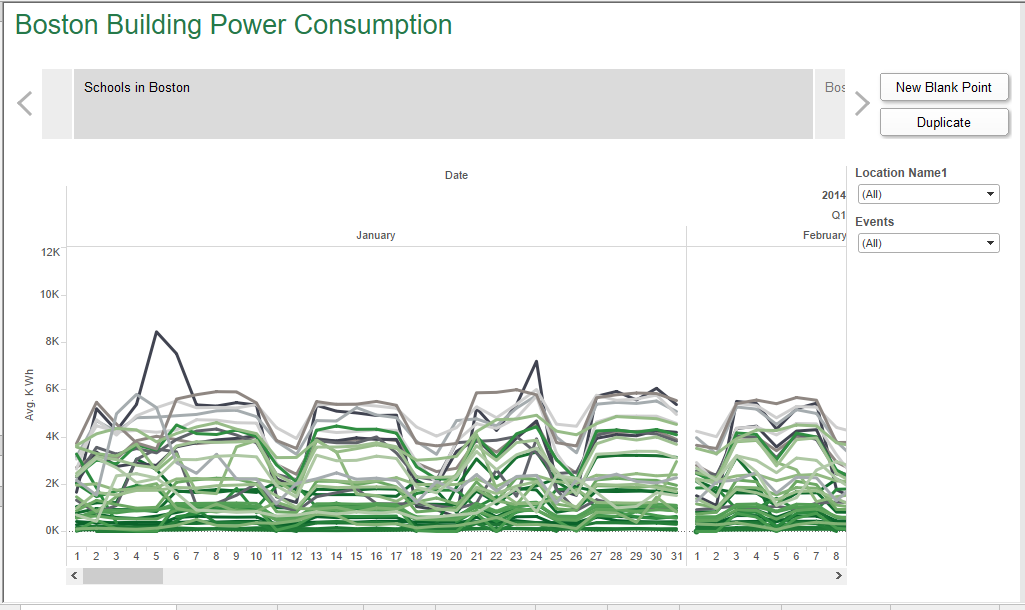 Boston Building Power Consumption
Schools in Boston
Bos
New Blank Point
Duplicate
Date
Location Name1
(All)
2014
Q1
Events
(All)
January
February
12K
10K
8K
6K
4K
2K
0K
Avg. K Wh
1 2 3 4 5 6 7 8 9 10 11 12 13 14 15 16 17 18 19 20 21 22 23 24 25 26 27 28 29 30 31 1 2 3 4 5 6 7 8